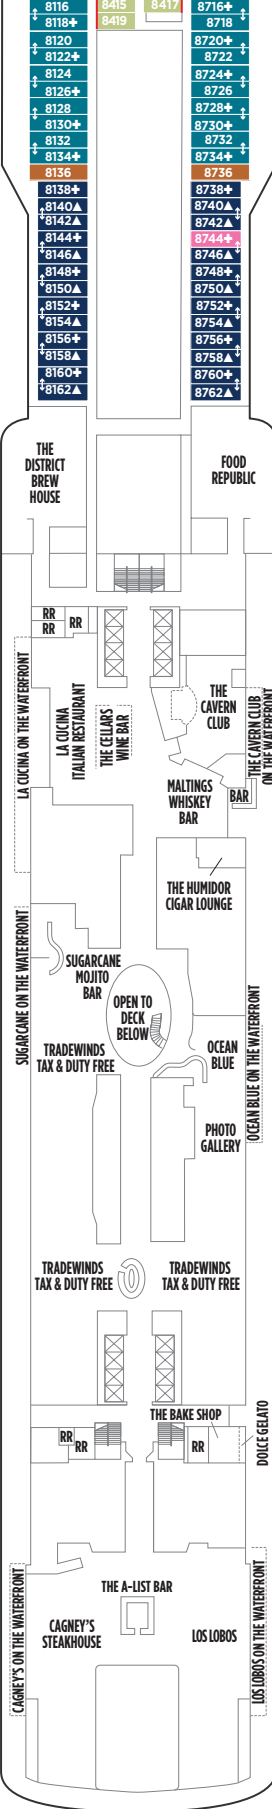 8116
8118+
8120
8122+
8124
8126+
8128
8130+
8132
8134+
8136
8138+
8140▲
8142▲
8144+
8146▲
8148+
8150▲
8152+
8154▲
8156+
8158▲
8160+
8162▲
8415
8419
8417
8716+
8718
8720+
8722
8724+
8726
8728+
8730+
8732
8734+
8736
8738+
8740▲
8742▲
8744+
8746▲
8748+
8750▲
8752+
8754▲
8756+
8758▲
8760+
8762▲
THE
DISTRICT
BREW
HOUSE
FOOD
REPUBLIC
RR
RR
RR
LA CUCINA ON THE WATERFRONT
LA CUCINA
ITALIAN RESTAURANT
THE CELLARS
WINE BAR
THE
CAVERN
CLUB
THE CAVERN CLUB
ON THE WATERFRONT
MALTINGS
WHISKEY
BAR
BAR
THE HUMIDOR
CIGAR LOUNGE
SUGARCANE ON THE WATERFRONT
SUGARCANE
MOJITO
BAR
OPEN TO
DECK
BELOW
OCEAN
BLUE
OCEAN BLUE ON THE WATERFRONT
TRADEWINDS
TAX & DUTY FREE
PHOTO
GALLERY
TRADEWINDS
TAX & DUTY FREE
TRADEWINDS
TAX & DUTY FREE
THE BAKE SHOP
DOLCE GELATO
RR
RR
RR
THE A-LIST BAR
CAGNEY'S ON THE WATERFRONT
CAGNEY'S
STEAKHOUSE
LOS LOBOS
LOS LOBOS ON THE WATERFRONT